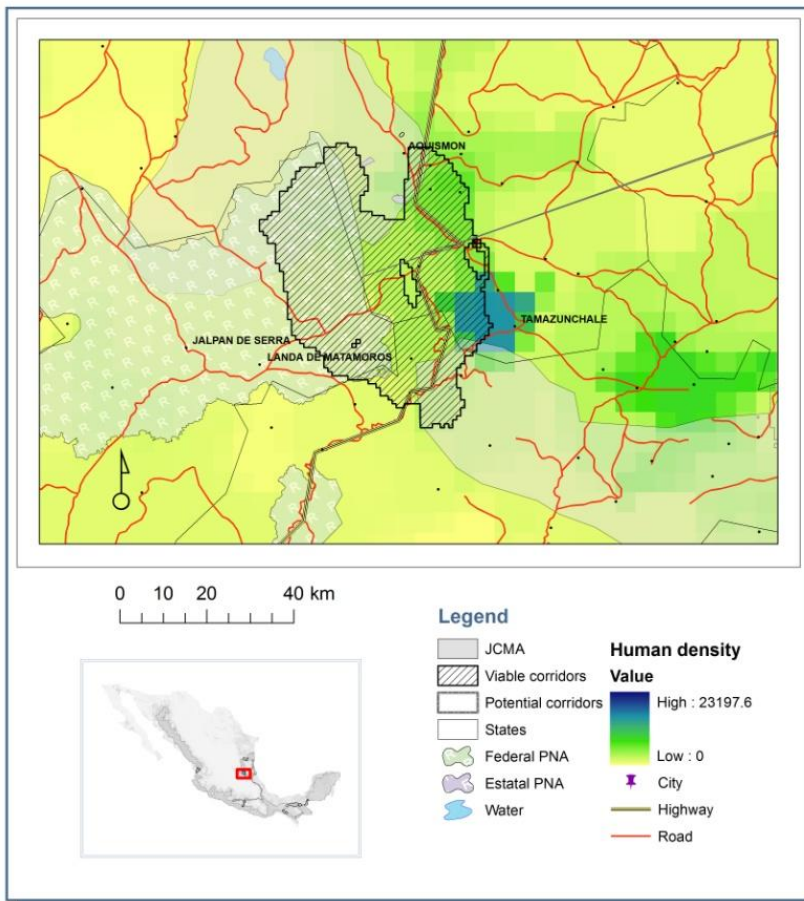 AQUISMON
TAMAZUNCHALE
JALPAN DE SERRA
LANDA DE MATAMOROS
0 10 20 40 km
Legend
JCMA
Viable corridors
Potential corridors
States
Federal PNA
Estatal PNA
Water
Human density
Value
High : 23197.6
Low : 0
City
Highway
Road